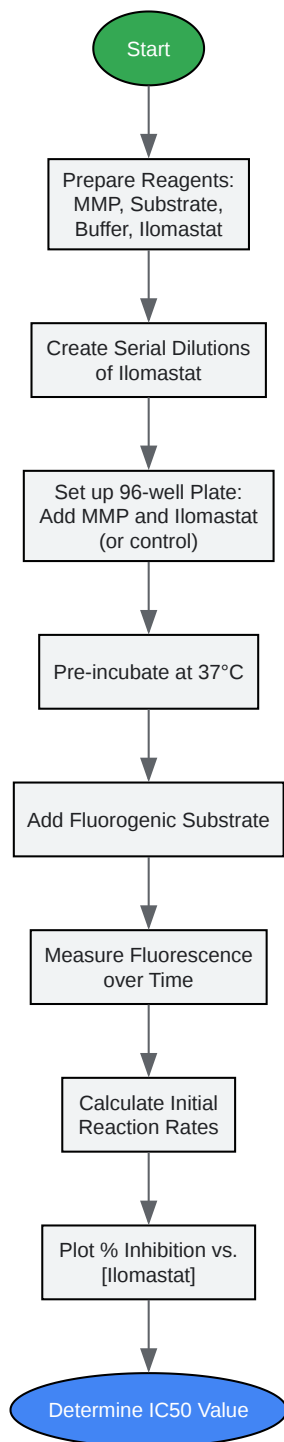 Start
Prepare Reagents:
MMP, Substrate,
Buffer, Ilomastat
Create Serial Dilutions
of Ilomastat
Set up 96-well Plate:
Add MMP and Ilomastat
(or control)
Pre-incubate at 37°C
Add Fluorogenic Substrate
Measure Fluorescence
over Time
Calculate Initial
Reaction Rates
Plot % Inhibition vs.
[Ilomastat]
Determine IC50 Value